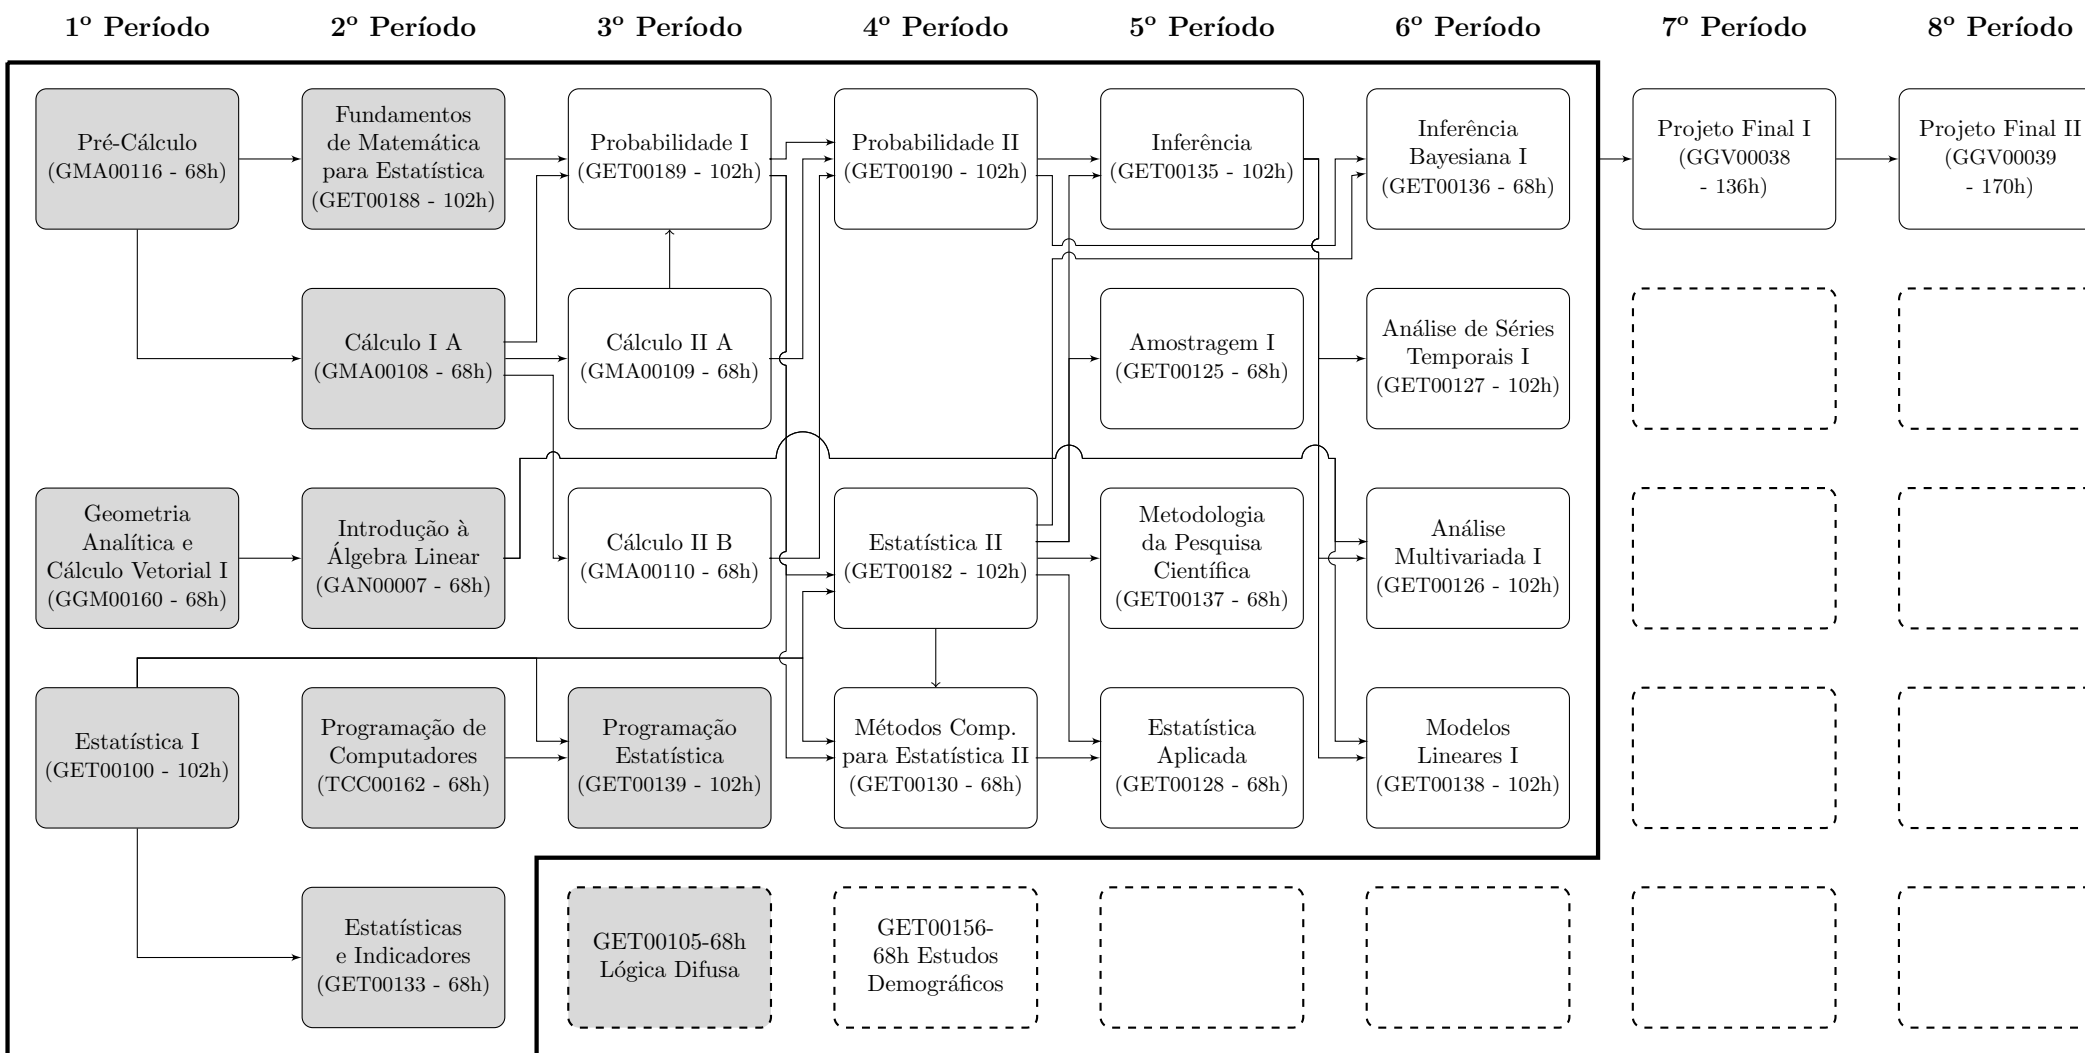 1º Período
2º Período
3º Período
4º Período
5º Período
6º Período
7º Período
8º Período
Pré-Cálculo
(GMA00116 - 68h)
Fundamentos
de Matemática
para Estatística
(GET00188 - 102h)
Probabilidade I
(GET00189 - 102h)
Probabilidade II
(GET00190 - 102h)
Inferência
(GET00135 - 102h)
Inferência
Bayesiana I
(GET00136 - 68h)
Projeto Final I
(GGV00038
- 136h)
Projeto Final II
(GGV00039
- 170h)
Cálculo I A
(GMA00108 - 68h)
Cálculo II A
(GMA00109 - 68h)
Amostragem I
(GET00125 - 68h)
Análise de Séries
Temporais I
(GET00127 - 102h)
Geometria
Analítica e
Cálculo Vetorial I
(GGM00160 - 68h)
Introdução à
Álgebra Linear
(GAN00007 - 68h)
Cálculo II B
(GMA00110 - 68h)
Estatística II
(GET00182 - 102h)
Metodologia
da Pesquisa
Científica
(GET00137 - 68h)
Análise
Multivariada I
(GET00126 - 102h)
Estatística I
(GET00100 - 102h)
Programação de
Computadores
(TCC00162 - 68h)
Programação
Estatística
(GET00139 - 102h)
Métodos Comp.
para Estatística II
(GET00130 - 68h)
Estatística
Aplicada
(GET00128 - 68h)
Modelos
Lineares I
(GET00138 - 102h)
Estatísticas
e Indicadores
(GET00133 - 68h)
GET00105-68h
Lógica Difusa
GET00156-
68h Estudos
Demográficos